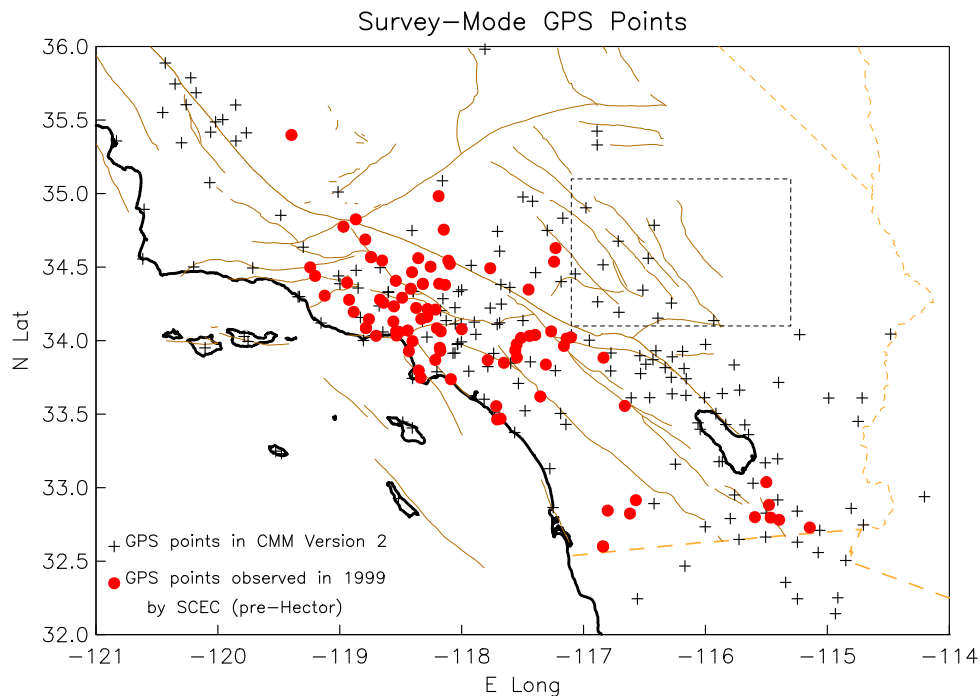 Survey-Mode GPS Points
36.0
35.5
35.0
34.5
34.0
33.5
33.0
32.5
32.0
N Lat
+ GPS points in CMM Version 2
GPS points observed in 1999
by SCEC (pre-Hector)
-121 -120 -119 -118 -117 -116 -115 -114
E Long